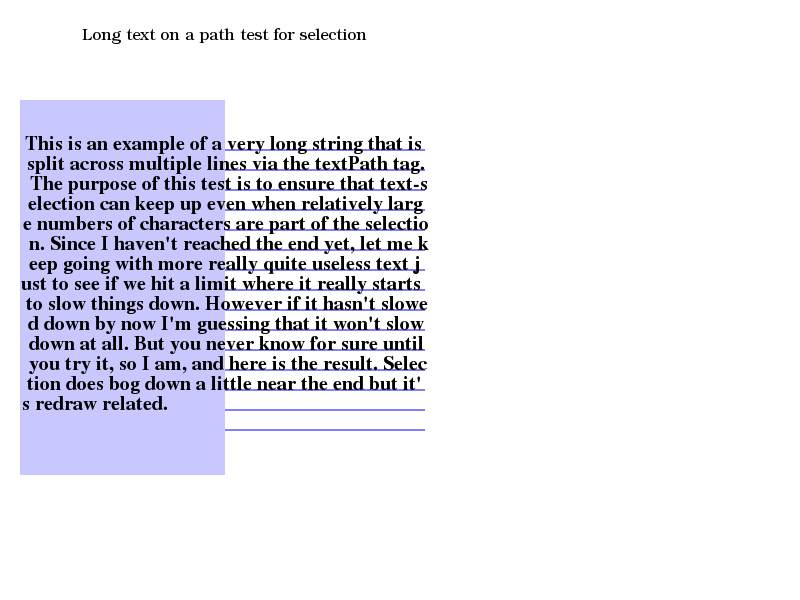 Long text on a path test for selection
This is an example of a very long string that is
split across multiple lines via the textPath tag.
The purpose of this test is to ensure that text-s
election can keep up even when relatively larg
e numbers of characters are part of the selectio
n. Since I haven't reached the end yet, let me k
eep going with more really quite useless text j
ust to see if we hit a limit where it really starts
to slow things down. However if it hasn't slowe
d down by now I'm guessing that it won't slow
down at all. But you never know for sure until
you try it, so I am, and here is the result. Selec
tion does bog down a little near the end but it'
s redraw related.